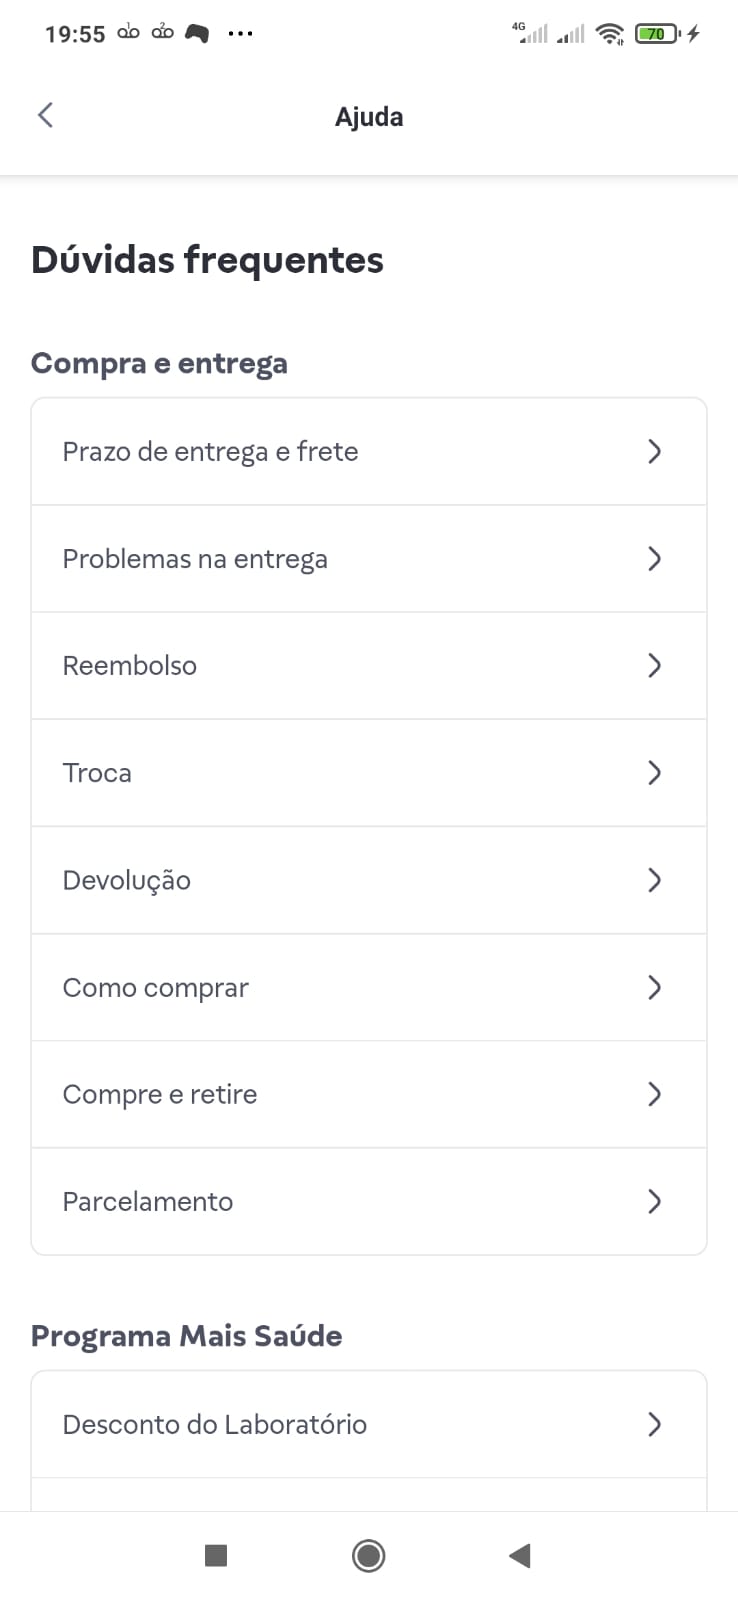 19:55
4G
70
Ajuda
Dúvidas frequentes
Compra e entrega
Prazo de entrega e frete
Problemas na entrega
Reembolso
Troca
Devolução
Como comprar
Compre e retire
Parcelamento
Programa Mais Saúde
Desconto do Laboratório